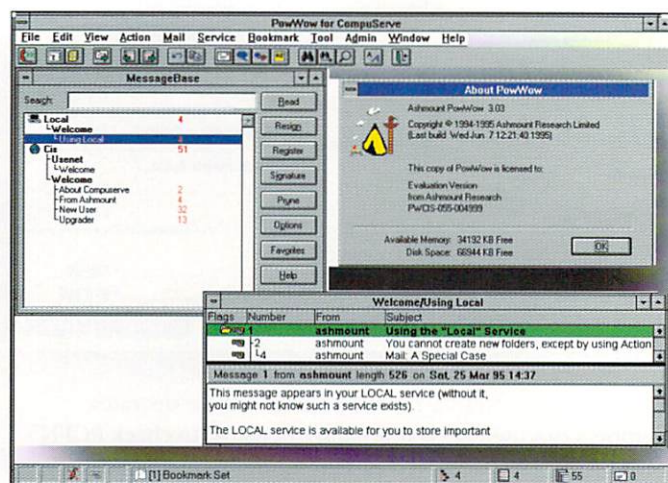 PowWow for CompuServe
File Edit View Action Mail Service Bookmark Tool Admin Window Help
MessageBase
Search:
Read
Resign
Register
Signature
Prune
Options
Favgrites
Help
Local 4
Welcome
Using Local 4
Cis 51
Usenet
Welcome
Welcome
About Compuserve 2
From Ashmount 4
New User 32
Upgrader 13
About PowWow
Ashmount PowWow 3.03
Copyright © 1994-1995 Ashmount Research Limited
(Last build Wed Jun 7 12:21:40 1995)
This copy of PowWow is licensed to:
Evaluation Version
from Ashmount Research
PWCIS-055-004999
Available Memory: 34192 KB Free
Disk Space: 66944 KB Free
OK
Welcome/Using Local
Flags Number From Subject
1 ashmount Using the "Local" Service
2 ashmount You cannot create new folders, except by using Action
4 ashmount Mail: A Special Case
Message 1 from ashmount length 526 on Sat, 25 Mar 95 14:37
This message appears in your LOCAL service (without it,
you might not know such a service exists).
The LOCAL service is available for you to store important
[1] Bookmark Set 4 4 55 0